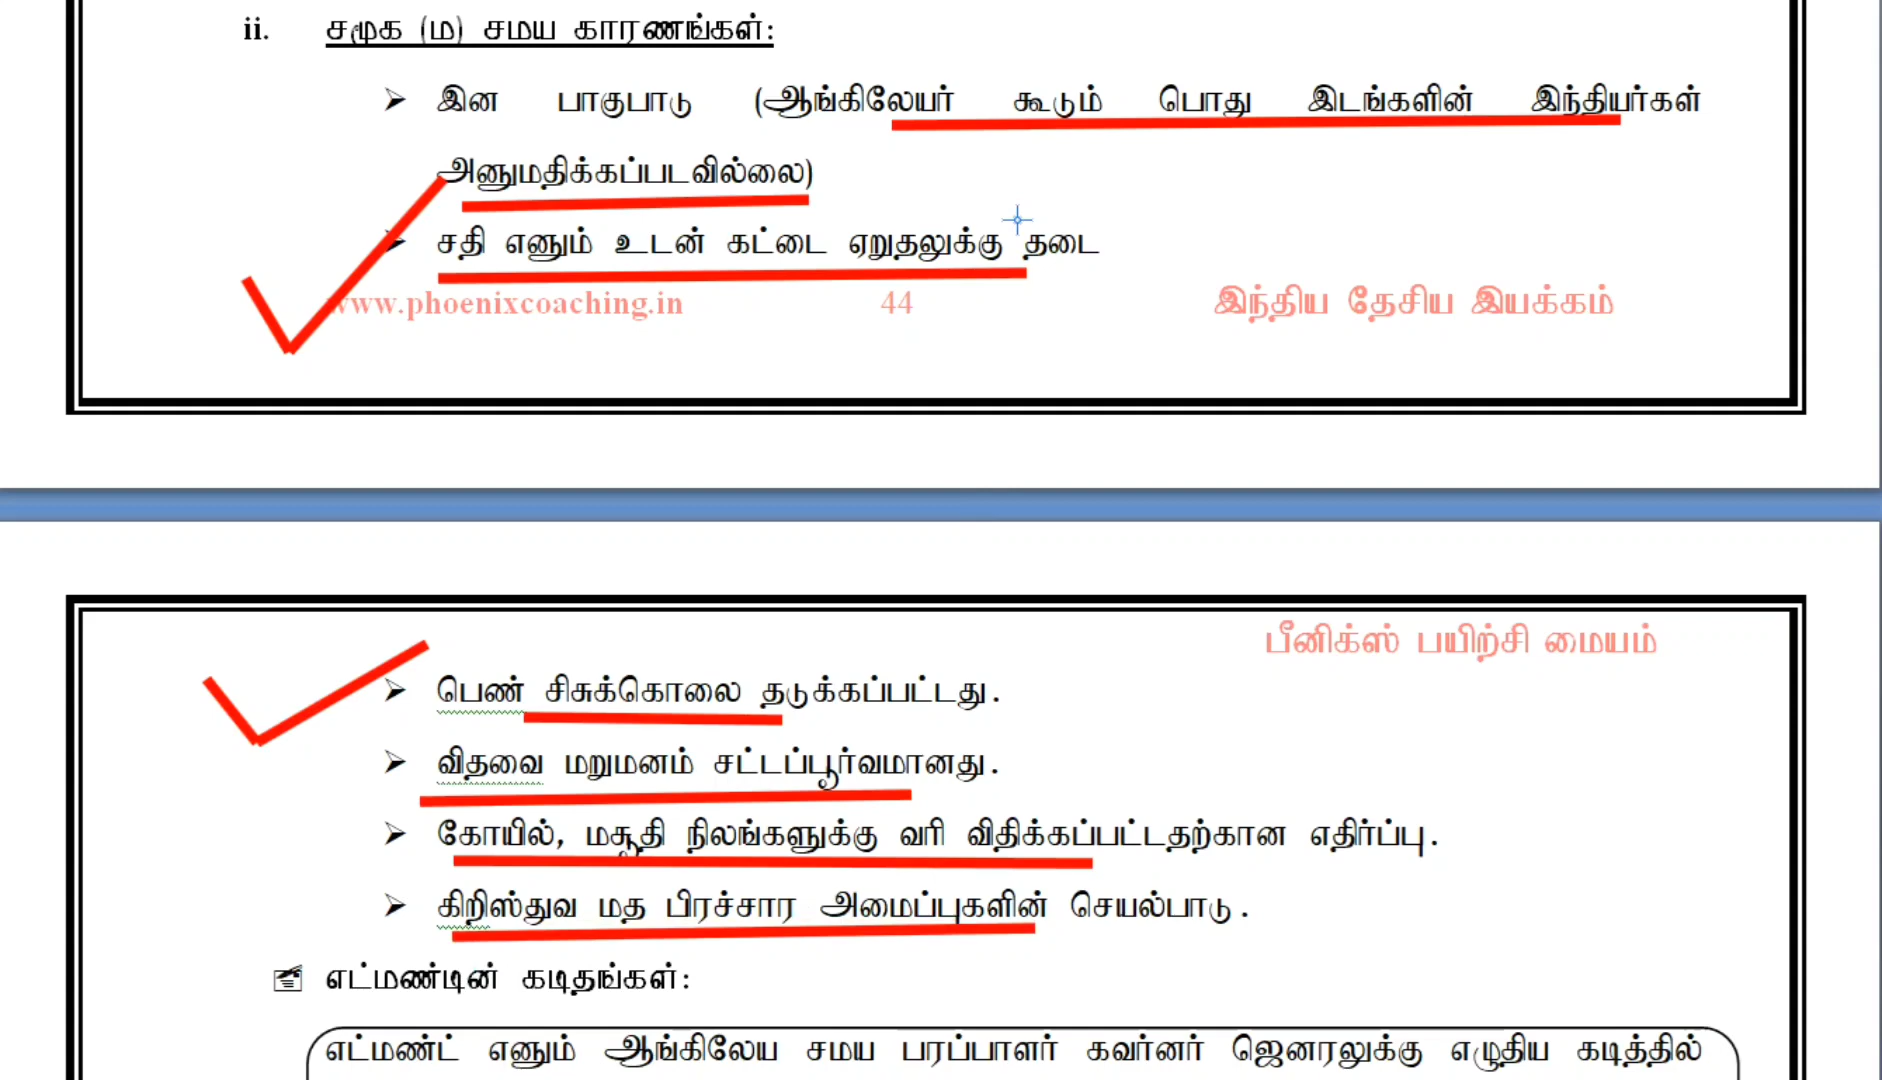 ii. சமுக (ம) சமய காரணங்கள்:
➢ இன பாகுபாடு (ஆங்கிலேயர் கூடும் பொது இடங்களின் இந்தியர்கள்
அனுமதிக்கப்படவில்லை)
➢ சதி எனும் உடன் கட்டை ஏறுதலுக்கு தடை
www.phoenixcoaching.in 44 இந்திய தேசிய இயக்கம்
பீனிக்ஸ் பயிற்சி மையம்
➢ பெண் சிசுக்கொலை தடுக்கப்பட்டது.
➢ விதவை மறுமனம் சட்டப்பூர்வமானது.
➢ கோயில், மசூதி நிலங்களுக்கு வரி விதிக்கப்பட்டதற்கான எதிர்ப்பு.
➢ கிறிஸ்துவ மத பிரச்சார அமைப்புகளின் செயல்பாடு.
எட்மண்டின் கடிதங்கள்:
எட்மண்ட் எனும் ஆங்கிலேய சமய பரப்பாளர் கவர்னர் ஜெனரலுக்கு எழுதிய கடித்தில்